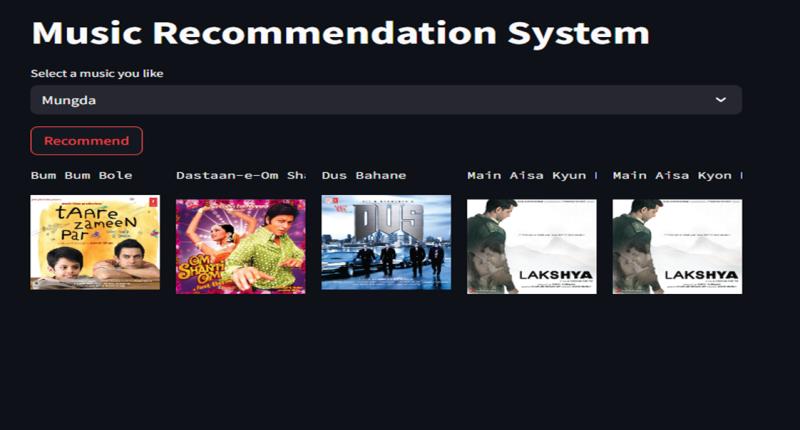 Music Recommendation System
Select a music you like
Mungda
Recommend
Bum Bum Bole
Dastaan-e-Om Sha
Dus Bahane
Main Aisa Kyun
Main Aisa Kyon
taare
zameen
Par
OM
SHANTI
OM
DUS
LAKSHYA
LAKSHYA